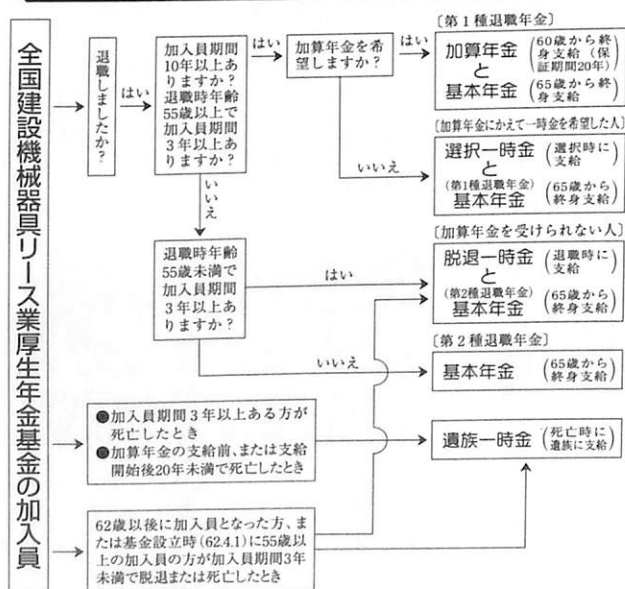 全国建設機械器具リース業厚生年金基金の加入員
退職しましたか?
はい
加入員期間
10年以上あ
りますか?
退職時年齢
55歳以上で
加入員期間
3年以上あ
りますか?
はい
加算年金を希
望しますか?
はい
〔第1種退職年金〕
加算年金(60歳から終身支給(保証期間20年)
と
基本年金(65歳から終身支給)
いいえ
〔加算年金にかえて一時金を希望した人〕
選択一時金(選択時に支給)
と
(第1種退職年金)
基本年金(65歳から終身支給)
いいえ
退職時年齢
55歳未満で
加入員期間
3年以上あ
りますか?
はい
〔加算年金を受けられない人〕
脱退一時金(退職時に支給)
と
(第2種退職年金)
基本年金(65歳から終身支給)
いいえ
〔第2種退職年金〕
基本年金(65歳から終身支給)
●加入員期間3年以上ある方が
死亡したとき
●加算年金の支給前、または支給
開始後20年未満で死亡したとき
遺族一時金(死亡時に遺族に支給)
62歳以後に加入員となった方、ま
たは基金設立時(62.4.1)に55歳以
上の加入員の方が加入員期間3年
未満で脱退または死亡したとき